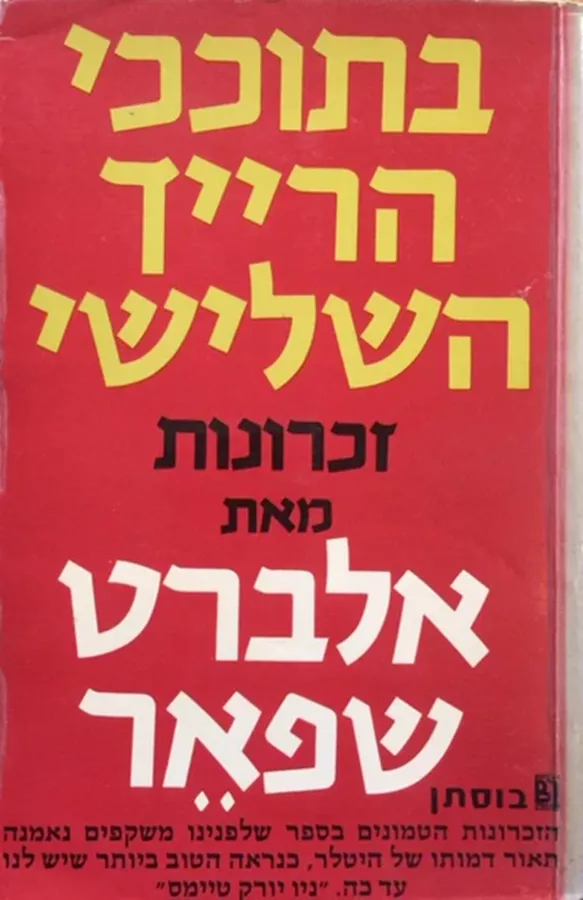 בתוככי
הרייך
השלישי
זכרונות
מאת
אלברט
שפאֵר
בוסתן
הזכרונות הטמונים בספר שלפנינו משקפים נאמנה
תאור דמותו של היטלר, כנראה הטוב ביותר שיש לנו
עד כה. "ניו יורק טיימס"